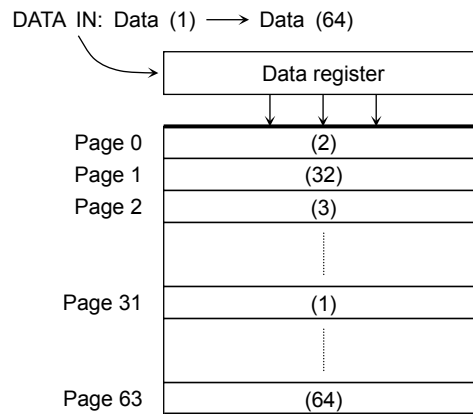 DATA IN: Data (1) ⟶ Data (64)
Data register
Page 0 (2)
Page 1 (32)
Page 2 (3)
Page 31 (1)
Page 63 (64)